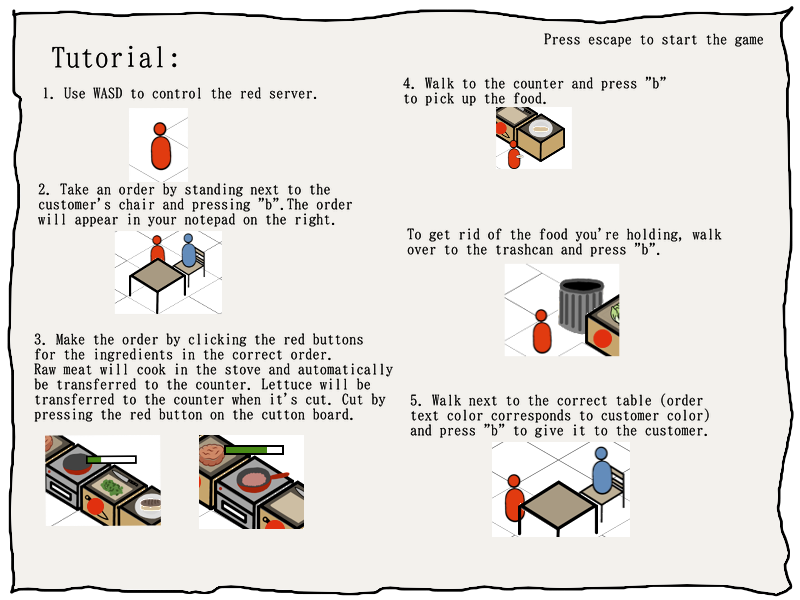 Press escape to start the game
Tutorial:
1. Use WASD to control the red server.
2. Take an order by standing next to the
customer's chair and pressing "b".The order
will appear in your notepad on the right.
3. Make the order by clicking the red buttons
for the ingredients in the correct order.
Raw meat will cook in the stove and automatically
be transferred to the counter. Lettuce will be
transferred to the counter when it's cut. Cut by
pressing the red button on the cutton board.
4. Walk to the counter and press "b"
to pick up the food.
To get rid of the food you're holding, walk
over to the trashcan and press "b".
5. Walk next to the correct table (order
text color corresponds to customer color)
and press "b" to give it to the customer.